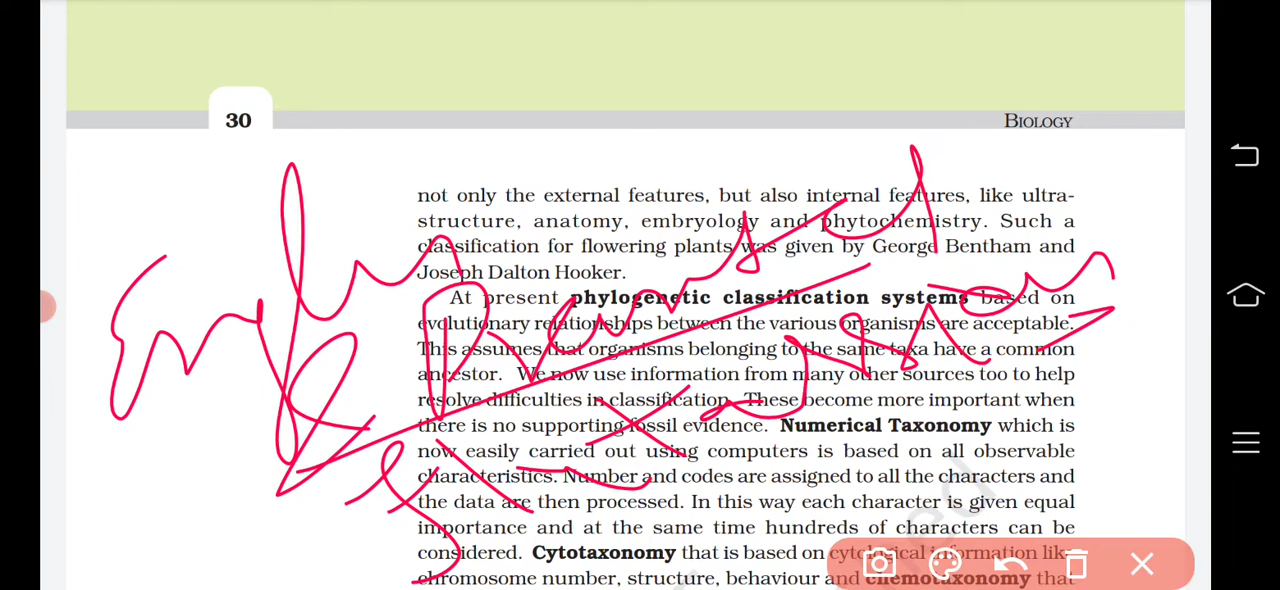 30
BIOLOGY
not only the external features, but also internal features, like ultra-
structure, anatomy, embryology and phytochemistry. Such a
classification for flowering plants was given by George Bentham and
Joseph Dalton Hooker.
At present phylogenetic classification systems based on
evolutionary relationships between the various organisms are acceptable.
This assumes that organisms belonging to the same taxa have a common
ancestor. We now use information from many other sources too to help
resolve difficulties in classification. These become more important when
there is no supporting fossil evidence. Numerical Taxonomy which is
now easily carried out using computers is based on all observable
characteristics. Number and codes are assigned to all the characters and
the data are then processed. In this way each character is given equal
importance and at the same time hundreds of characters can be
considered. Cytotaxonomy that is based on cytological information like
chromosome number, structure, behaviour and chemotaxonomy that